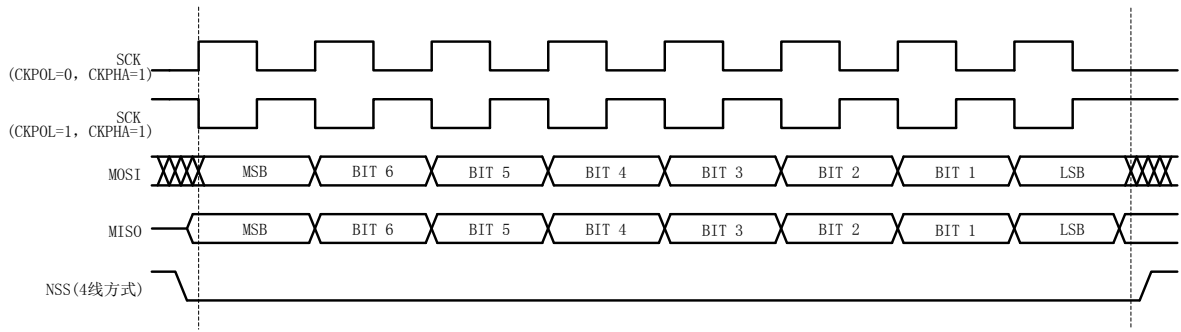 SCK
(CKPOL=0, CKPHA=1)
SCK
(CKPOL=1, CKPHA=1)
MOSI MSB BIT 6 BIT 5 BIT 4 BIT 3 BIT 2 BIT 1 LSB
MISO MSB BIT 6 BIT 5 BIT 4 BIT 3 BIT 2 BIT 1 LSB
NSS(4线方式)